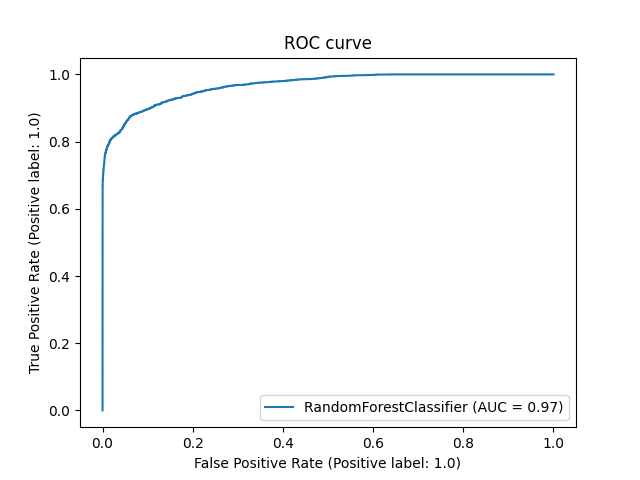 ROC curve
True Positive Rate (Positive label: 1.0)
1.0
0.8
0.6
0.4
0.2
0.0
RandomForestClassifier (AUC = 0.97)
0.0 0.2 0.4 0.6 0.8 1.0
False Positive Rate (Positive label: 1.0)